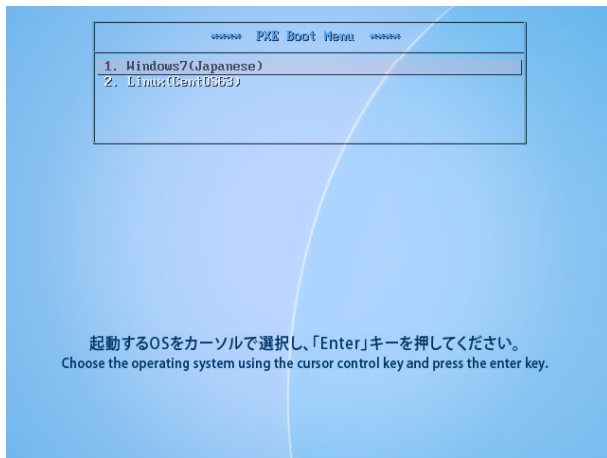 **** PXE Boot Menu ****
1. Windows7(Japanese)
2. Linux(CentOS63)
起動するOSをカーソルで選択し、「Enter」キーを押してください。
Choose the operating system using the cursor control key and press the enter key.